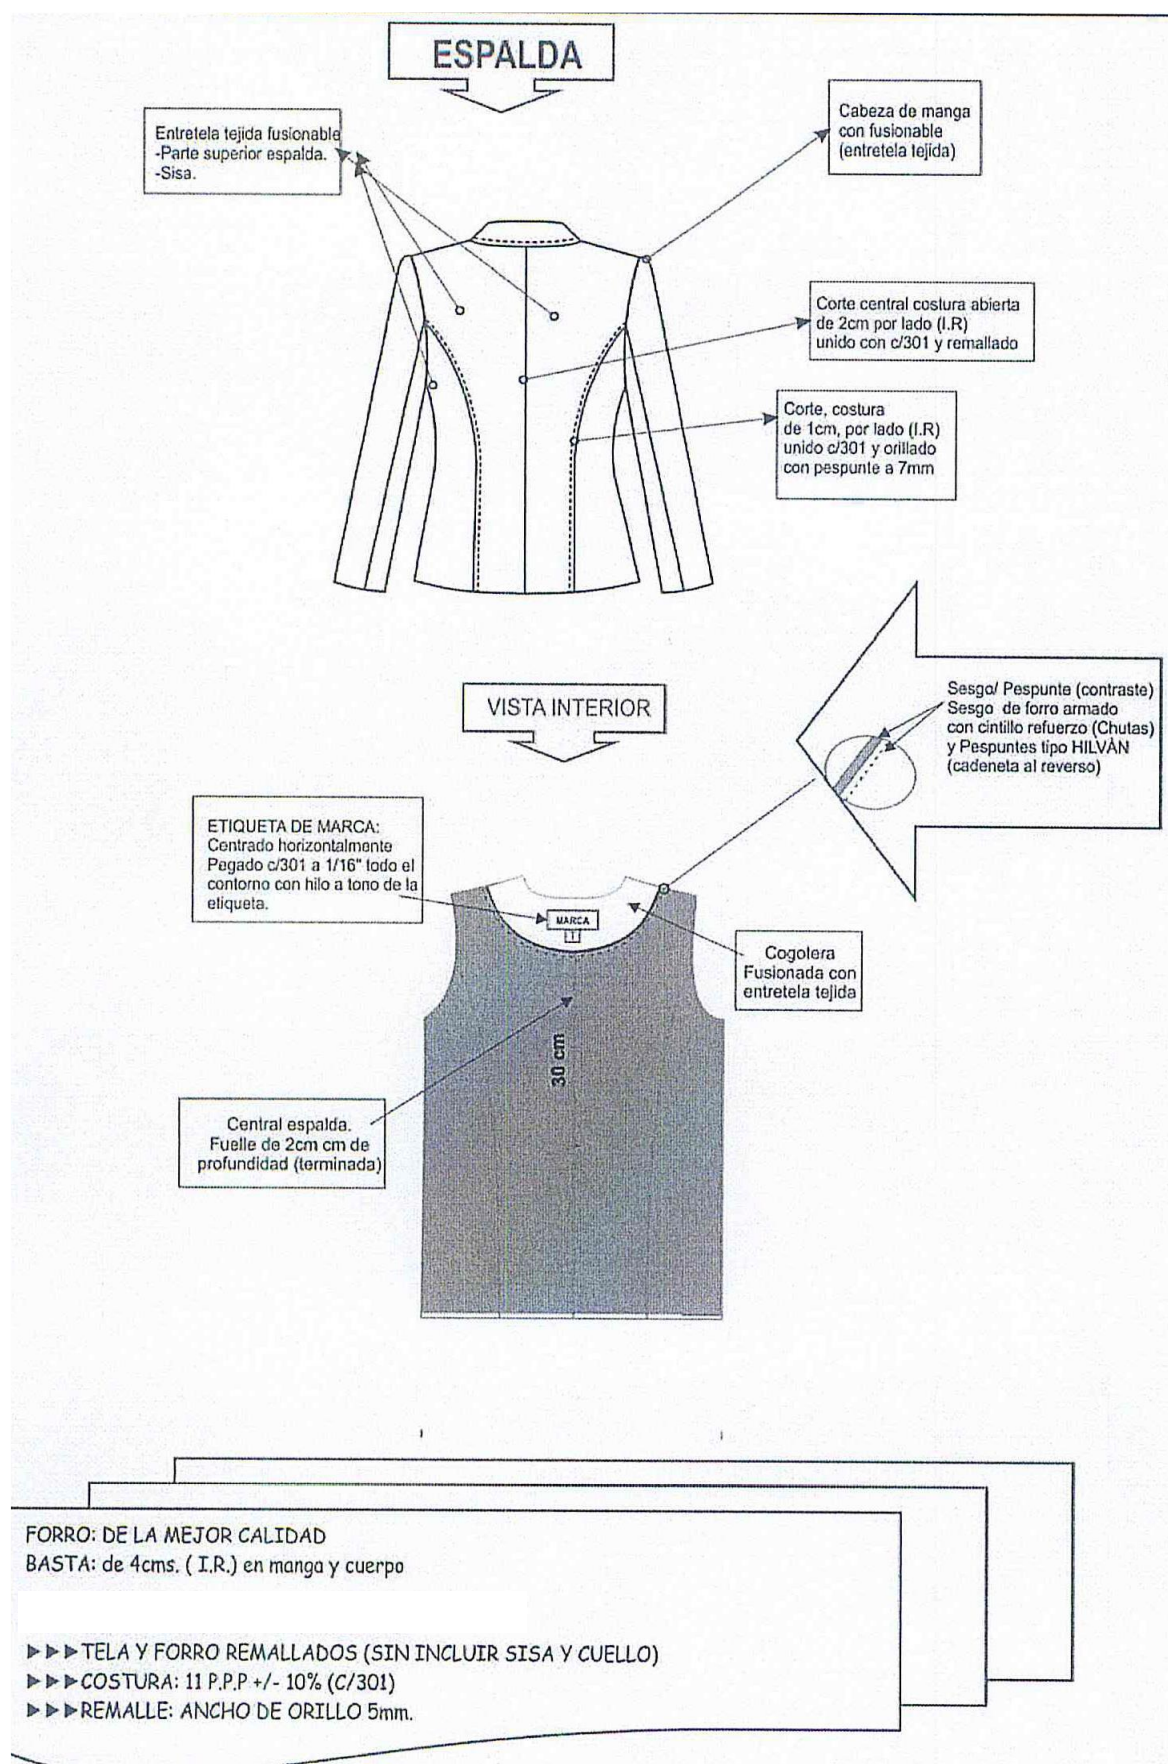 ESPALDA
Entretela tejida fusionable
-Parte superior espalda.
-Sisa.
Cabeza de manga
con fusionable
(entretela tejida)
Corte central costura abierta
de 2cm por lado (I.R)
unido con c/301 y remallado
Corte, costura
de 1cm, por lado (I.R)
unido c/301 y orillado
con pespunte a 7mm
VISTA INTERIOR
Sesgo/ Pespunte (contraste)
Sesgo de forro armado
con cintillo refuerzo (Chutas)
y Pespuntes tipo HILVÀN
(cadeneta al reverso)
ETIQUETA DE MARCA:
Centrado horizontalmente
Pegado c/301 a 1/16" todo el
contorno con hilo a tono de la
etiqueta.
MARCA
T
Cogotera
Fusionada con
entretela tejida
30 cm
Central espalda.
Fuelle de 2cm cm de
profundidad (terminada)
FORRO: DE LA MEJOR CALIDAD
BASTA: de 4cms. ( I.R.) en manga y cuerpo
▶▶▶TELA Y FORRO REMALLADOS (SIN INCLUIR SISA Y CUELLO)
▶▶▶COSTURA: 11 P.P.P +/- 10% (C/301)
▶▶▶REMALLE: ANCHO DE ORILLO 5mm.